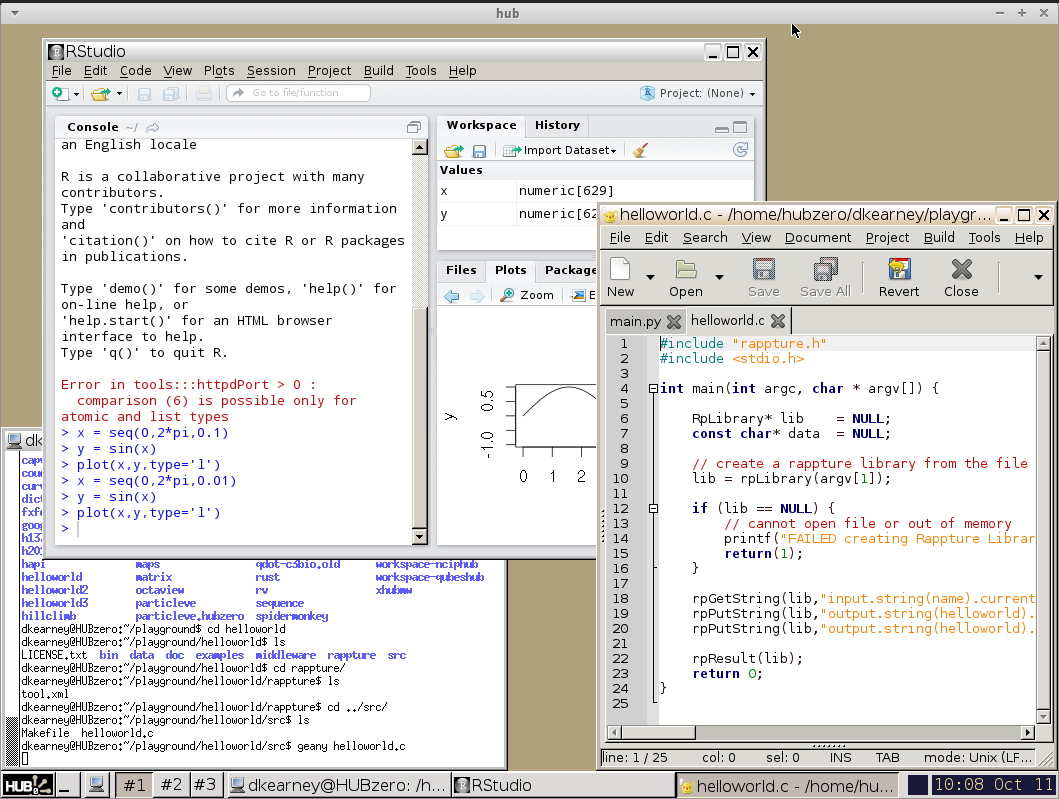 hub
RStudio
File Edit Code View Plots Session Project Build Tools Help
Go to file/function
Project: (None)
Console ~/
an English locale
R is a collaborative project with many
contributors.
Type 'contributors()' for more information
and
'citation()' on how to cite R or R packages
in publications.
Type 'demo()' for some demos, 'help()' for
on-line help, or
'help.start()' for an HTML browser
interface to help.
Type 'q()' to quit R.
Error in tools:::httpdPort > 0 :
comparison (6) is possible only for
atomic and list types
> x = seq(0,2*pi,0.1)
> y = sin(x)
> plot(x,y,type='l')
> x = seq(0,2*pi,0.01)
> y = sin(x)
> plot(x,y,type='l')
>
Workspace History
Import Dataset
Values
x numeric[629]
y numeric[62
Files Plots Package
Zoom E
y
0.5
-1.0
0 1 2
helloworld.c - /home/hubzero/dkearney/playgr...
File Edit Search View Document Project Build Tools Help
New Open Save Save All Revert Close
main.py helloworld.c
1 #include "rappture.h"
2 #include <stdio.h>
3
4 int main(int argc, char * argv[]) {
5
6 RpLibrary* lib = NULL;
7 const char* data = NULL;
8
9 // create a rappture library from the file
10 lib = rpLibrary(argv[1]);
11
12 if (lib == NULL) {
13 // cannot open file or out of memory
14 printf("FAILED creating Rappture Librar
15 return(1);
16 }
17
18 rpGetString(lib,"input.string(name).current
19 rpPutString(lib,"output.string(helloworld).
20 rpPutString(lib,"output.string(helloworld).
21
22 rpResult(lib);
23 return 0;
24 }
25
line: 1 / 25 col: 0 sel: 0 INS TAB mode: Unix (LF...
dk
cap
cou
cur
dic
fxf
goo
h13
h20
hapi maps qdot-c3bio.old workspace-nciphub
helloworld matrix rust workspace-qubeshub
helloworld2 octaview rv xhubmw
helloworld3 particleve sequence
hillclimb particleve.hubzero spidermonkey
dkearney@HUBzero:~/playground$ cd helloworld
dkearney@HUBzero:~/playground/helloworld$ ls
LICENSE.txt bin data doc examples middleware rappture src
dkearney@HUBzero:~/playground/helloworld$ cd rappture/
dkearney@HUBzero:~/playground/helloworld/rappture$ ls
tool.xml
dkearney@HUBzero:~/playground/helloworld/rappture$ cd ../src/
dkearney@HUBzero:~/playground/helloworld/src$ ls
Makefile helloworld.c
dkearney@HUBzero:~/playground/helloworld/src$ geany helloworld.c
HUB #1 #2 #3 dkearney@HUBzero: /h... RStudio helloworld.c - /home/hu... 10:08 Oct 11